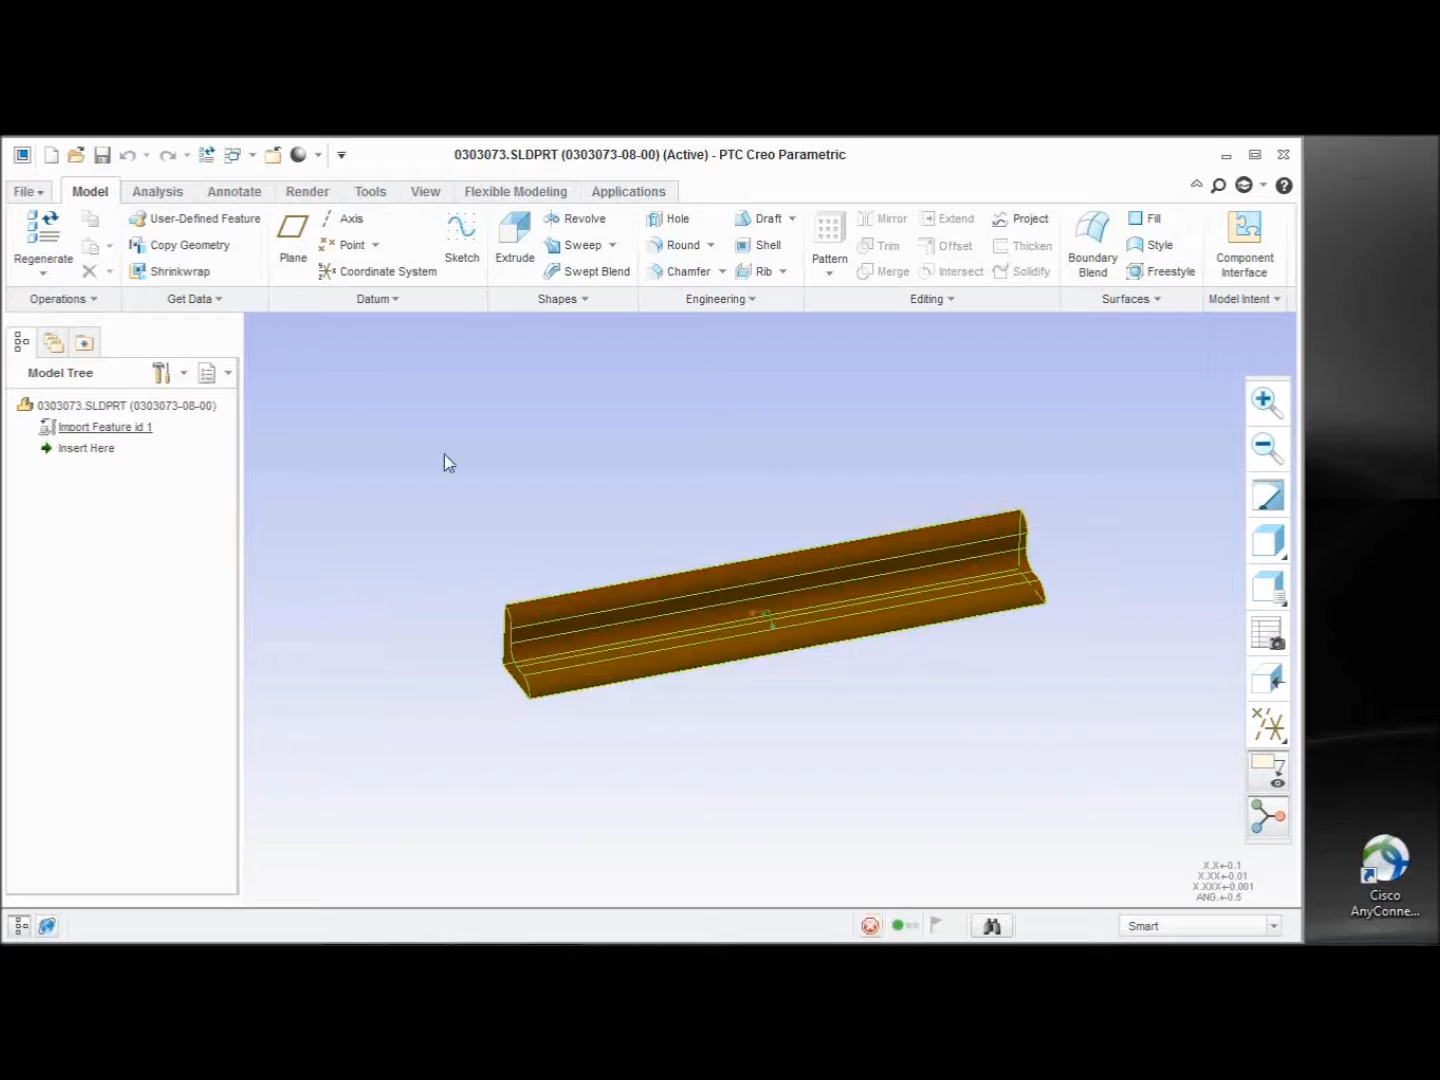 0303073.SLDPRT (0303073-08-00) (Active) - PTC Creo Parametric
File Model Analysis Annotate Render Tools View Flexible Modeling Applications
User-Defined Feature Axis Revolve Hole Draft Mirror Extend Project Fill
Copy Geometry Point Sweep Round Shell Trim Offset Thicken Style
Regenerate Plane Sketch Extrude Pattern Boundary Blend Component Interface
Shrinkwrap Coordinate System Swept Blend Chamfer Rib Merge Intersect Solidify Freestyle
Operations Get Data Datum Shapes Engineering Editing Surfaces Model Intent
Model Tree
0303073.SLDPRT (0303073-08-00)
Import Feature id 1
Insert Here
X.X+-0.1
X.XX+-0.01
X.XXX+-0.001
ANG.+-0.5
Smart
Cisco
AnyConne...